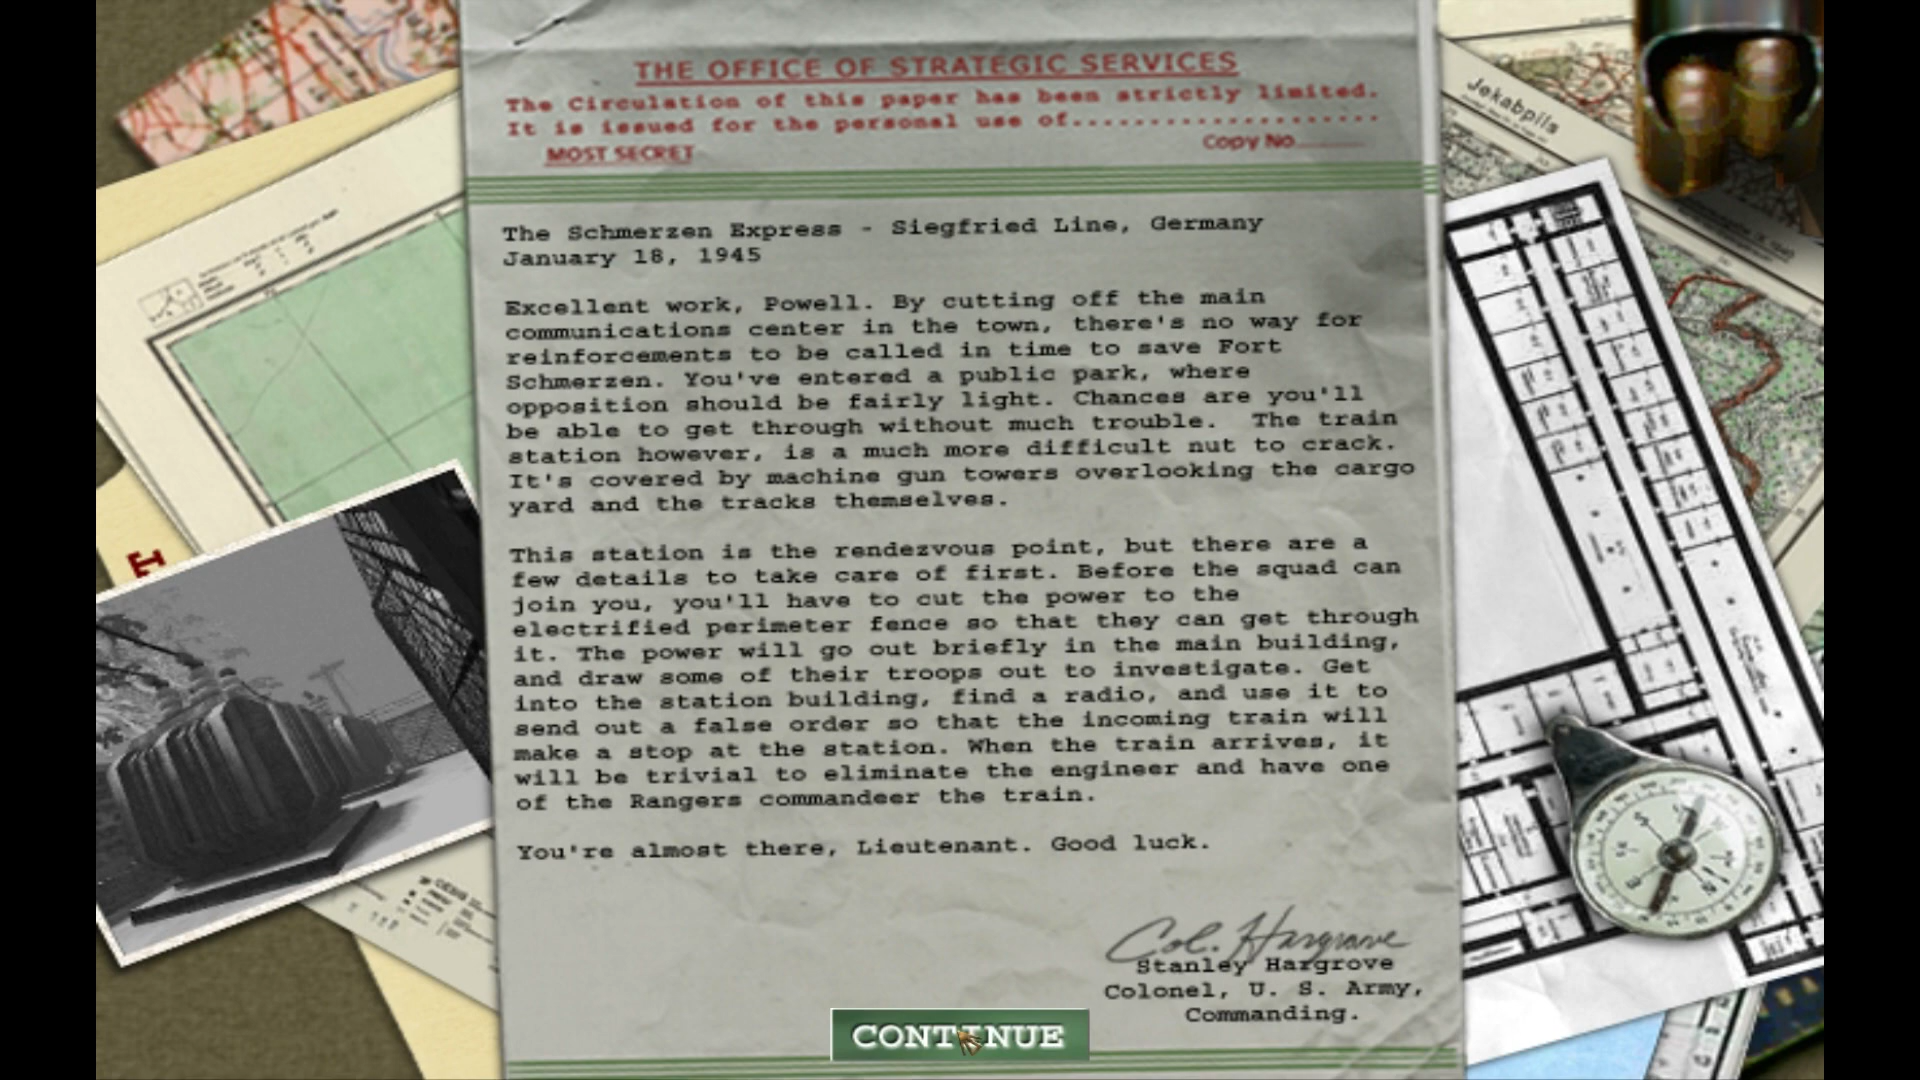 THE OFFICE OF STRATEGIC SERVICES
The Circulation of this paper has been strictly limited.
It is issued for the personal use of.....................
MOST SECRET
Copy No..........
Jekabpils
The Schmerzen Express - Siegfried Line, Germany
January 18, 1945
Excellent work, Powell. By cutting off the main
communications center in the town, there's no way for
reinforcements to be called in time to save Fort
Schmerzen. You've entered a public park, where
opposition should be fairly light. Chances are you'll
be able to get through without much trouble. The train
station however, is a much more difficult nut to crack.
It's covered by machine gun towers overlooking the cargo
yard and the tracks themselves.
This station is the rendezvous point, but there are a
few details to take care of first. Before the squad can
join you, you'll have to cut the power to the
electrified perimeter fence so that they can get through
it. The power will go out briefly in the main building,
and draw some of their troops out to investigate. Get
into the station building, find a radio, and use it to
send out a false order so that the incoming train will
make a stop at the station. When the train arrives, it
will be trivial to eliminate the engineer and have one
of the Rangers commandeer the train.
You're almost there, Lieutenant. Good luck.
Col. Hargrove
Stanley Hargrove
Colonel, U. S. Army,
Commanding.
CONTINUE